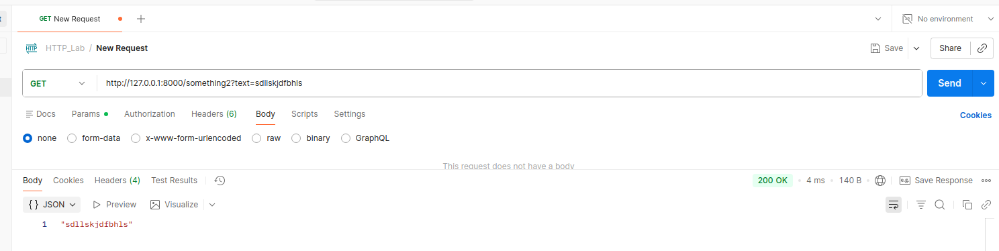 GET New Request
No environment
HTTP_Lab / New Request
Save
Share
GET
http://127.0.0.1:8000/something2?text=sdllskjdfbhls
Send
Docs Params Authorization Headers (6) Body Scripts Settings
Cookies
none form-data x-www-form-urlencoded raw binary GraphQL
This request does not have a body
Body Cookies Headers (4) Test Results
200 OK • 4 ms • 140 B
e.g. Save Response
{ } JSON Preview Visualize
1 "sdllskjdfbhls"